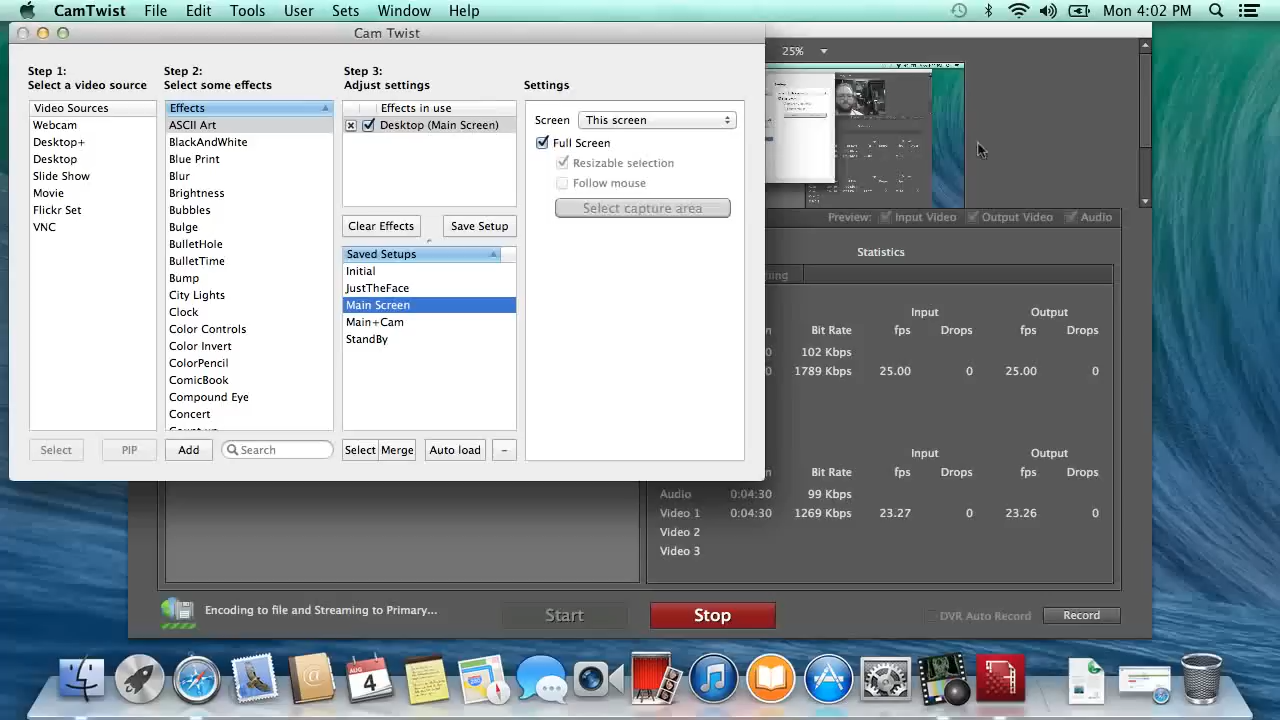 CamTwist File Edit Tools User Sets Window Help Mon 4:02 PM
Cam Twist
Step 1:
Select a video source
Step 2:
Select some effects
Step 3:
Adjust settings
Settings
Video Sources
Webcam
Desktop+
Desktop
Slide Show
Movie
Flickr Set
VNC
Select
PIP
Effects
ASCII Art
BlackAndWhite
Blue Print
Blur
Brightness
Bubbles
Bulge
BulletHole
BulletTime
Bump
City Lights
Clock
Color Controls
Color Invert
ColorPencil
ComicBook
Compound Eye
Concert
Add
Search
Effects in use
Desktop (Main Screen)
Clear Effects
Save Setup
Saved Setups
Initial
JustTheFace
Main Screen
Main+Cam
StandBy
Select
Merge
Auto load
-
Screen This screen
Full Screen
Resizable selection
Follow mouse
Select capture area
25%
Preview: Input Video Output Video Audio
Statistics
Input Output
Bit Rate fps Drops fps Drops
102 Kbps
1789 Kbps 25.00 0 25.00 0
Input Output
Bit Rate fps Drops fps Drops
Audio 0:04:30 99 Kbps
Video 1 0:04:30 1269 Kbps 23.27 0 23.26 0
Video 2
Video 3
Encoding to file and Streaming to Primary...
Start
Stop
DVR Auto Record
Record
AUG
4